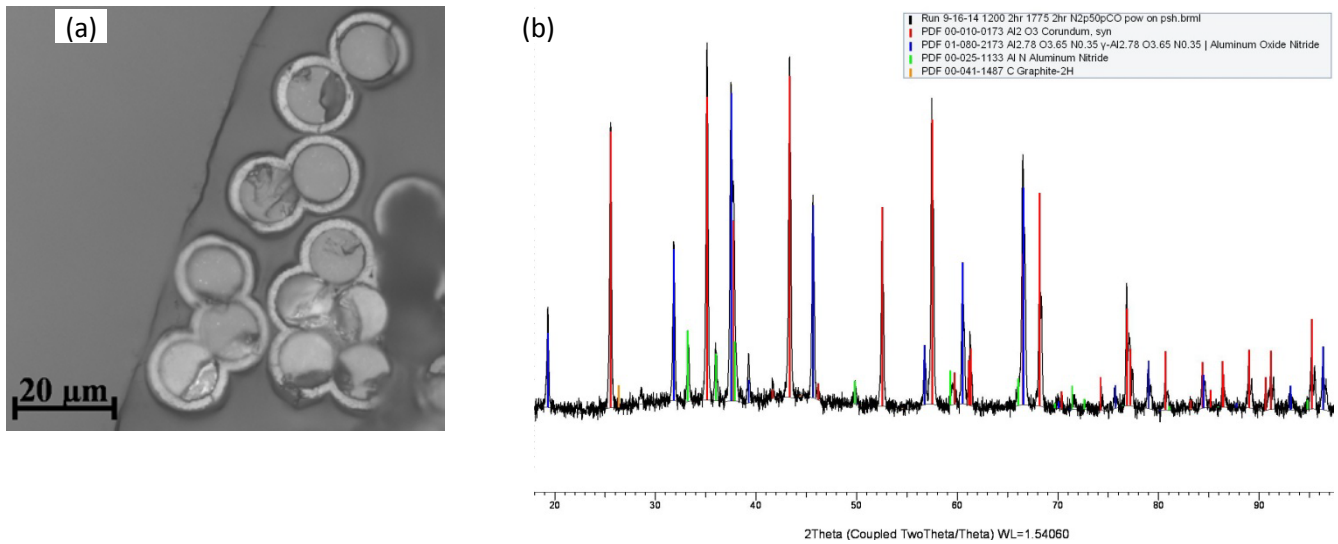 (a)
20 µm
(b)
Run 9-16-14 1200 2hr 1775 2hr N2p50pCO pow on psh.brml
PDF 00-010-0173 Al2 O3 Corundum, syn
PDF 01-080-2173 Al2.78 O3.65 N0.35 γ-Al2.78 O3.65 N0.35 | Aluminum Oxide Nitride
PDF 00-025-1133 Al N Aluminum Nitride
PDF 00-041-1487 C Graphite-2H
20 30 40 50 60 70 80 90
2Theta (Coupled TwoTheta/Theta) WL=1.54060